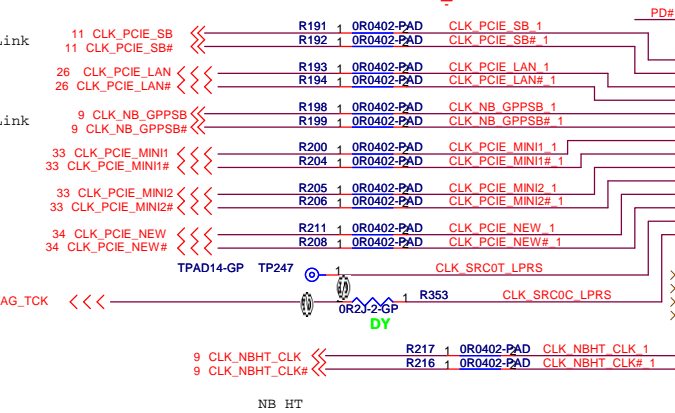 PD#
11 CLK_PCIE_SB R191 1 0R0402-PAD 2 CLK_PCIE_SB_1
Link
11 CLK_PCIE_SB# R192 1 0R0402-PAD 2 CLK_PCIE_SB#_1
26 CLK_PCIE_LAN R193 1 0R0402-PAD 2 CLK_PCIE_LAN_1
26 CLK_PCIE_LAN# R194 1 0R0402-PAD 2 CLK_PCIE_LAN#_1
9 CLK_NB_GPPSB R198 1 0R0402-PAD 2 CLK_NB_GPPSB_1
Link
9 CLK_NB_GPPSB# R199 1 0R0402-PAD 2 CLK_NB_GPPSB#_1
33 CLK_PCIE_MINI1 R200 1 0R0402-PAD 2 CLK_PCIE_MINI1_1
33 CLK_PCIE_MINI1# R204 1 0R0402-PAD 2 CLK_PCIE_MINI1#_1
33 CLK_PCIE_MINI2 R205 1 0R0402-PAD 2 CLK_PCIE_MINI2_1
33 CLK_PCIE_MINI2# R206 1 0R0402-PAD 2 CLK_PCIE_MINI2#_1
34 CLK_PCIE_NEW R211 1 0R0402-PAD 2 CLK_PCIE_NEW_1
34 CLK_PCIE_NEW# R208 1 0R0402-PAD 2 CLK_PCIE_NEW#_1
TPAD14-GP TP247 1 CLK_SRC0T_LPRS
AG_TCK 1 R353 CLK_SRC0C_LPRS
0R2J-2-GP
DY
9 CLK_NBHT_CLK R217 1 0R0402-PAD 2 CLK_NBHT_CLK_1
9 CLK_NBHT_CLK# R216 1 0R0402-PAD 2 CLK_NBHT_CLK#_1
NB HT